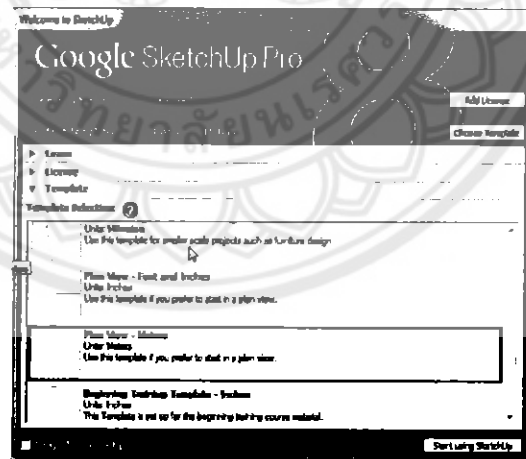 Welcome to SketchUp
Google SketchUp Pro
Add License
Choose Template
Learn
License
Template
Template Selection
Units: Millimeters
Use this template for smaller scale projects such as furniture design
Plan View - Feet and Inches
Units: Inches
Use this template if you prefer to start in a plan view.
Plan View - Meters
Units: Meters
Use this template if you prefer to start in a plan view.
Beginning Training Template - Inches
Units: Inches
This Template is set up for the beginning training course material.
Start using SketchUp